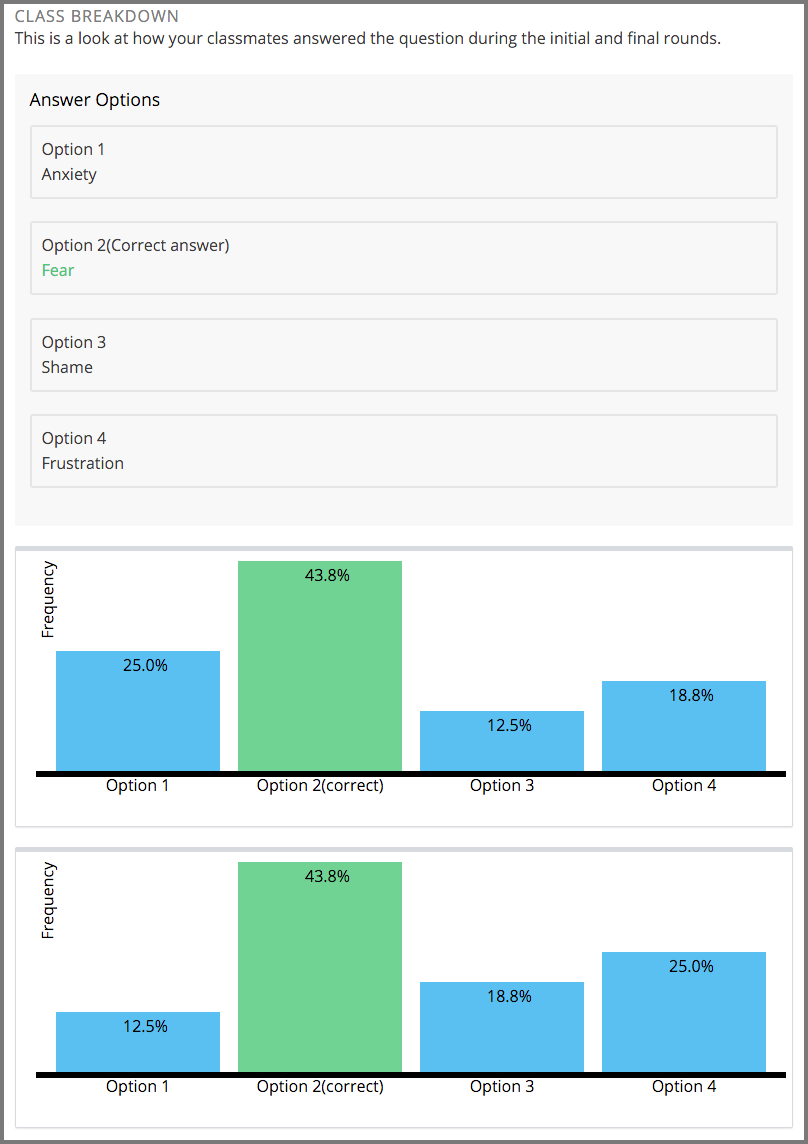 CLASS BREAKDOWN
This is a look at how your classmates answered the question during the initial and final rounds.
Answer Options
Option 1
Anxiety
Option 2(Correct answer)
Fear
Option 3
Shame
Option 4
Frustration
Frequency
25.0%
43.8%
12.5%
18.8%
Option 1
Option 2(correct)
Option 3
Option 4
Frequency
12.5%
43.8%
18.8%
25.0%
Option 1
Option 2(correct)
Option 3
Option 4